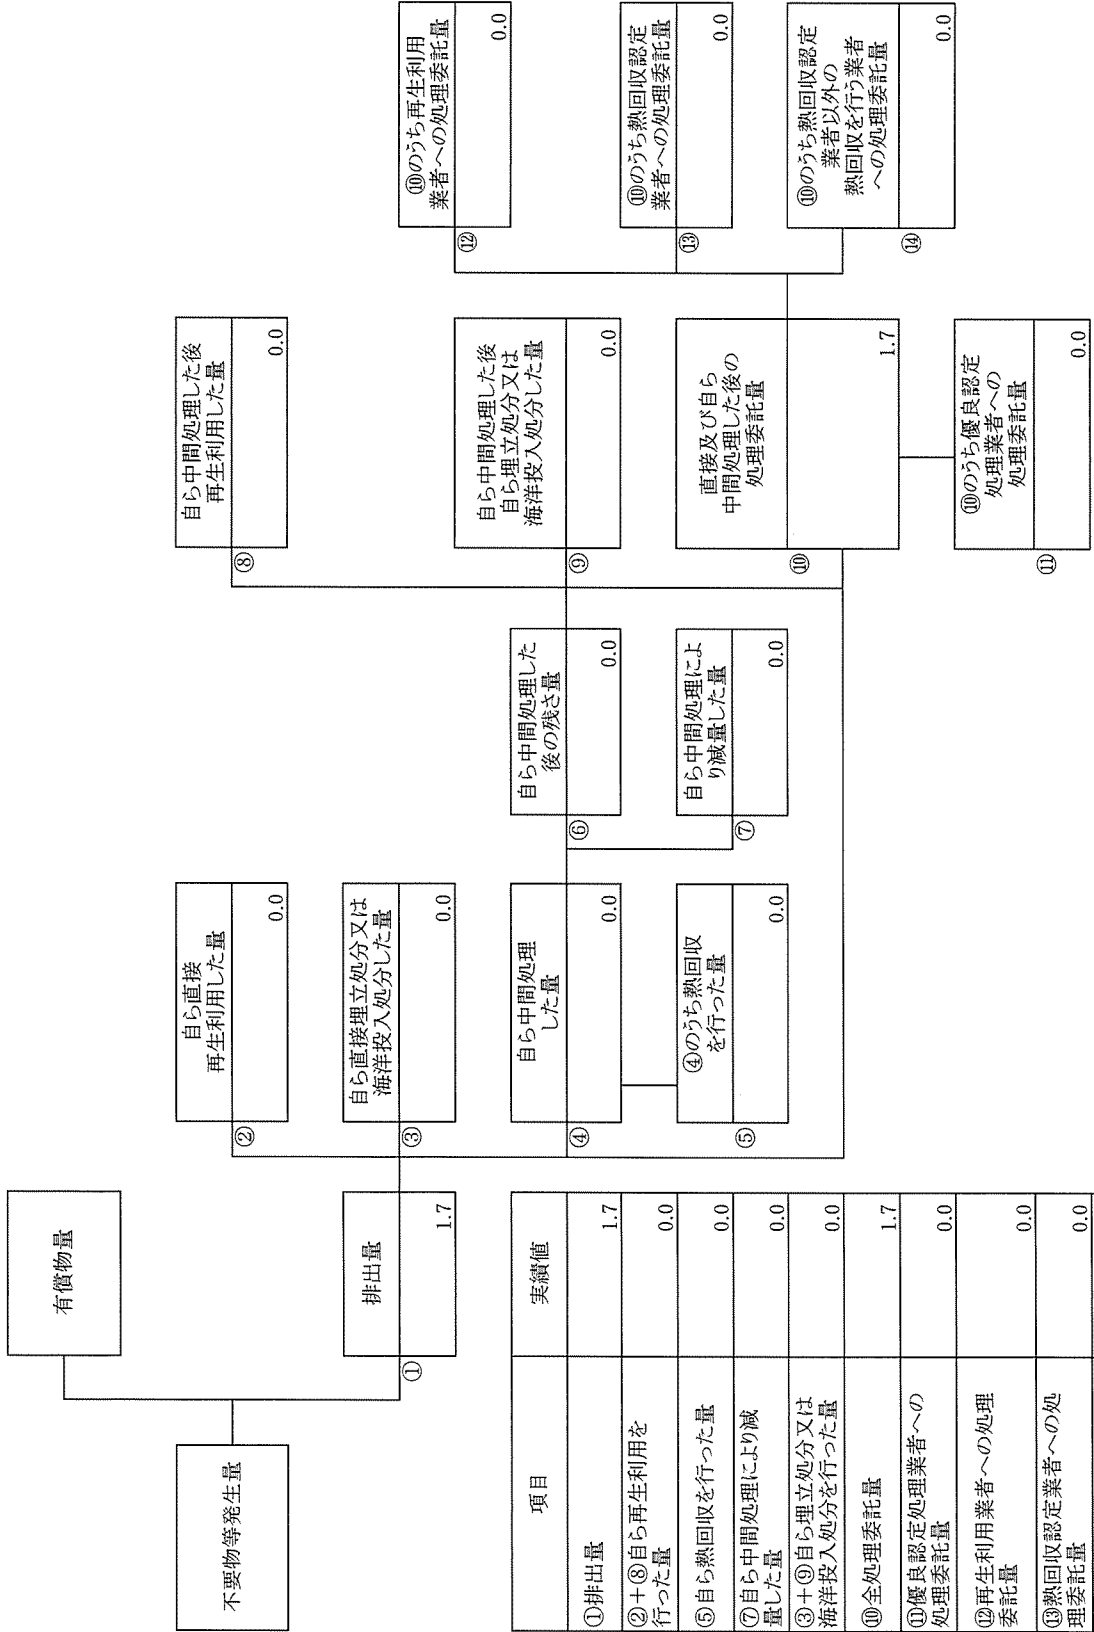 有償物量
不要物等発生量
排出量
①
1.7
自ら直接
再生利用した量
②
0.0
自ら直接埋立処分又は
海洋投入処分した量
③
0.0
自ら中間処理
した量
④
0.0
④のうち熱回収
を行った量
⑤
0.0
自ら中間処理した
後の残さ量
⑥
0.0
自ら中間処理によ
り減量した量
⑦
0.0
自ら中間処理した後
再生利用した量
⑧
0.0
自ら中間処理した後
自ら埋立処分又は
海洋投入処分した量
⑨
0.0
直接及び自ら
中間処理した後の
処理委託量
⑩
1.7
⑩のうち優良認定
処理業者への
処理委託量
⑪
0.0
⑩のうち再生利用
業者への処理委託量
⑫
0.0
⑩のうち熱回収認定
業者への処理委託量
⑬
0.0
⑩のうち熱回収認定
業者以外の
熱回収を行う業者
への処理委託量
⑭
0.0
項目 実績値
①排出量 1.7
②+⑧自ら再生利用を
行った量 0.0
⑤自ら熱回収を行った量 0.0
⑦自ら中間処理により減
量した量 0.0
③+⑨自ら埋立処分又は
海洋投入処分を行った量 0.0
⑩全処理委託量 1.7
⑪優良認定処理業者への
処理委託量 0.0
⑫再生利用業者への処理
委託量 0.0
⑬熱回収認定業者への処
理委託量 0.0